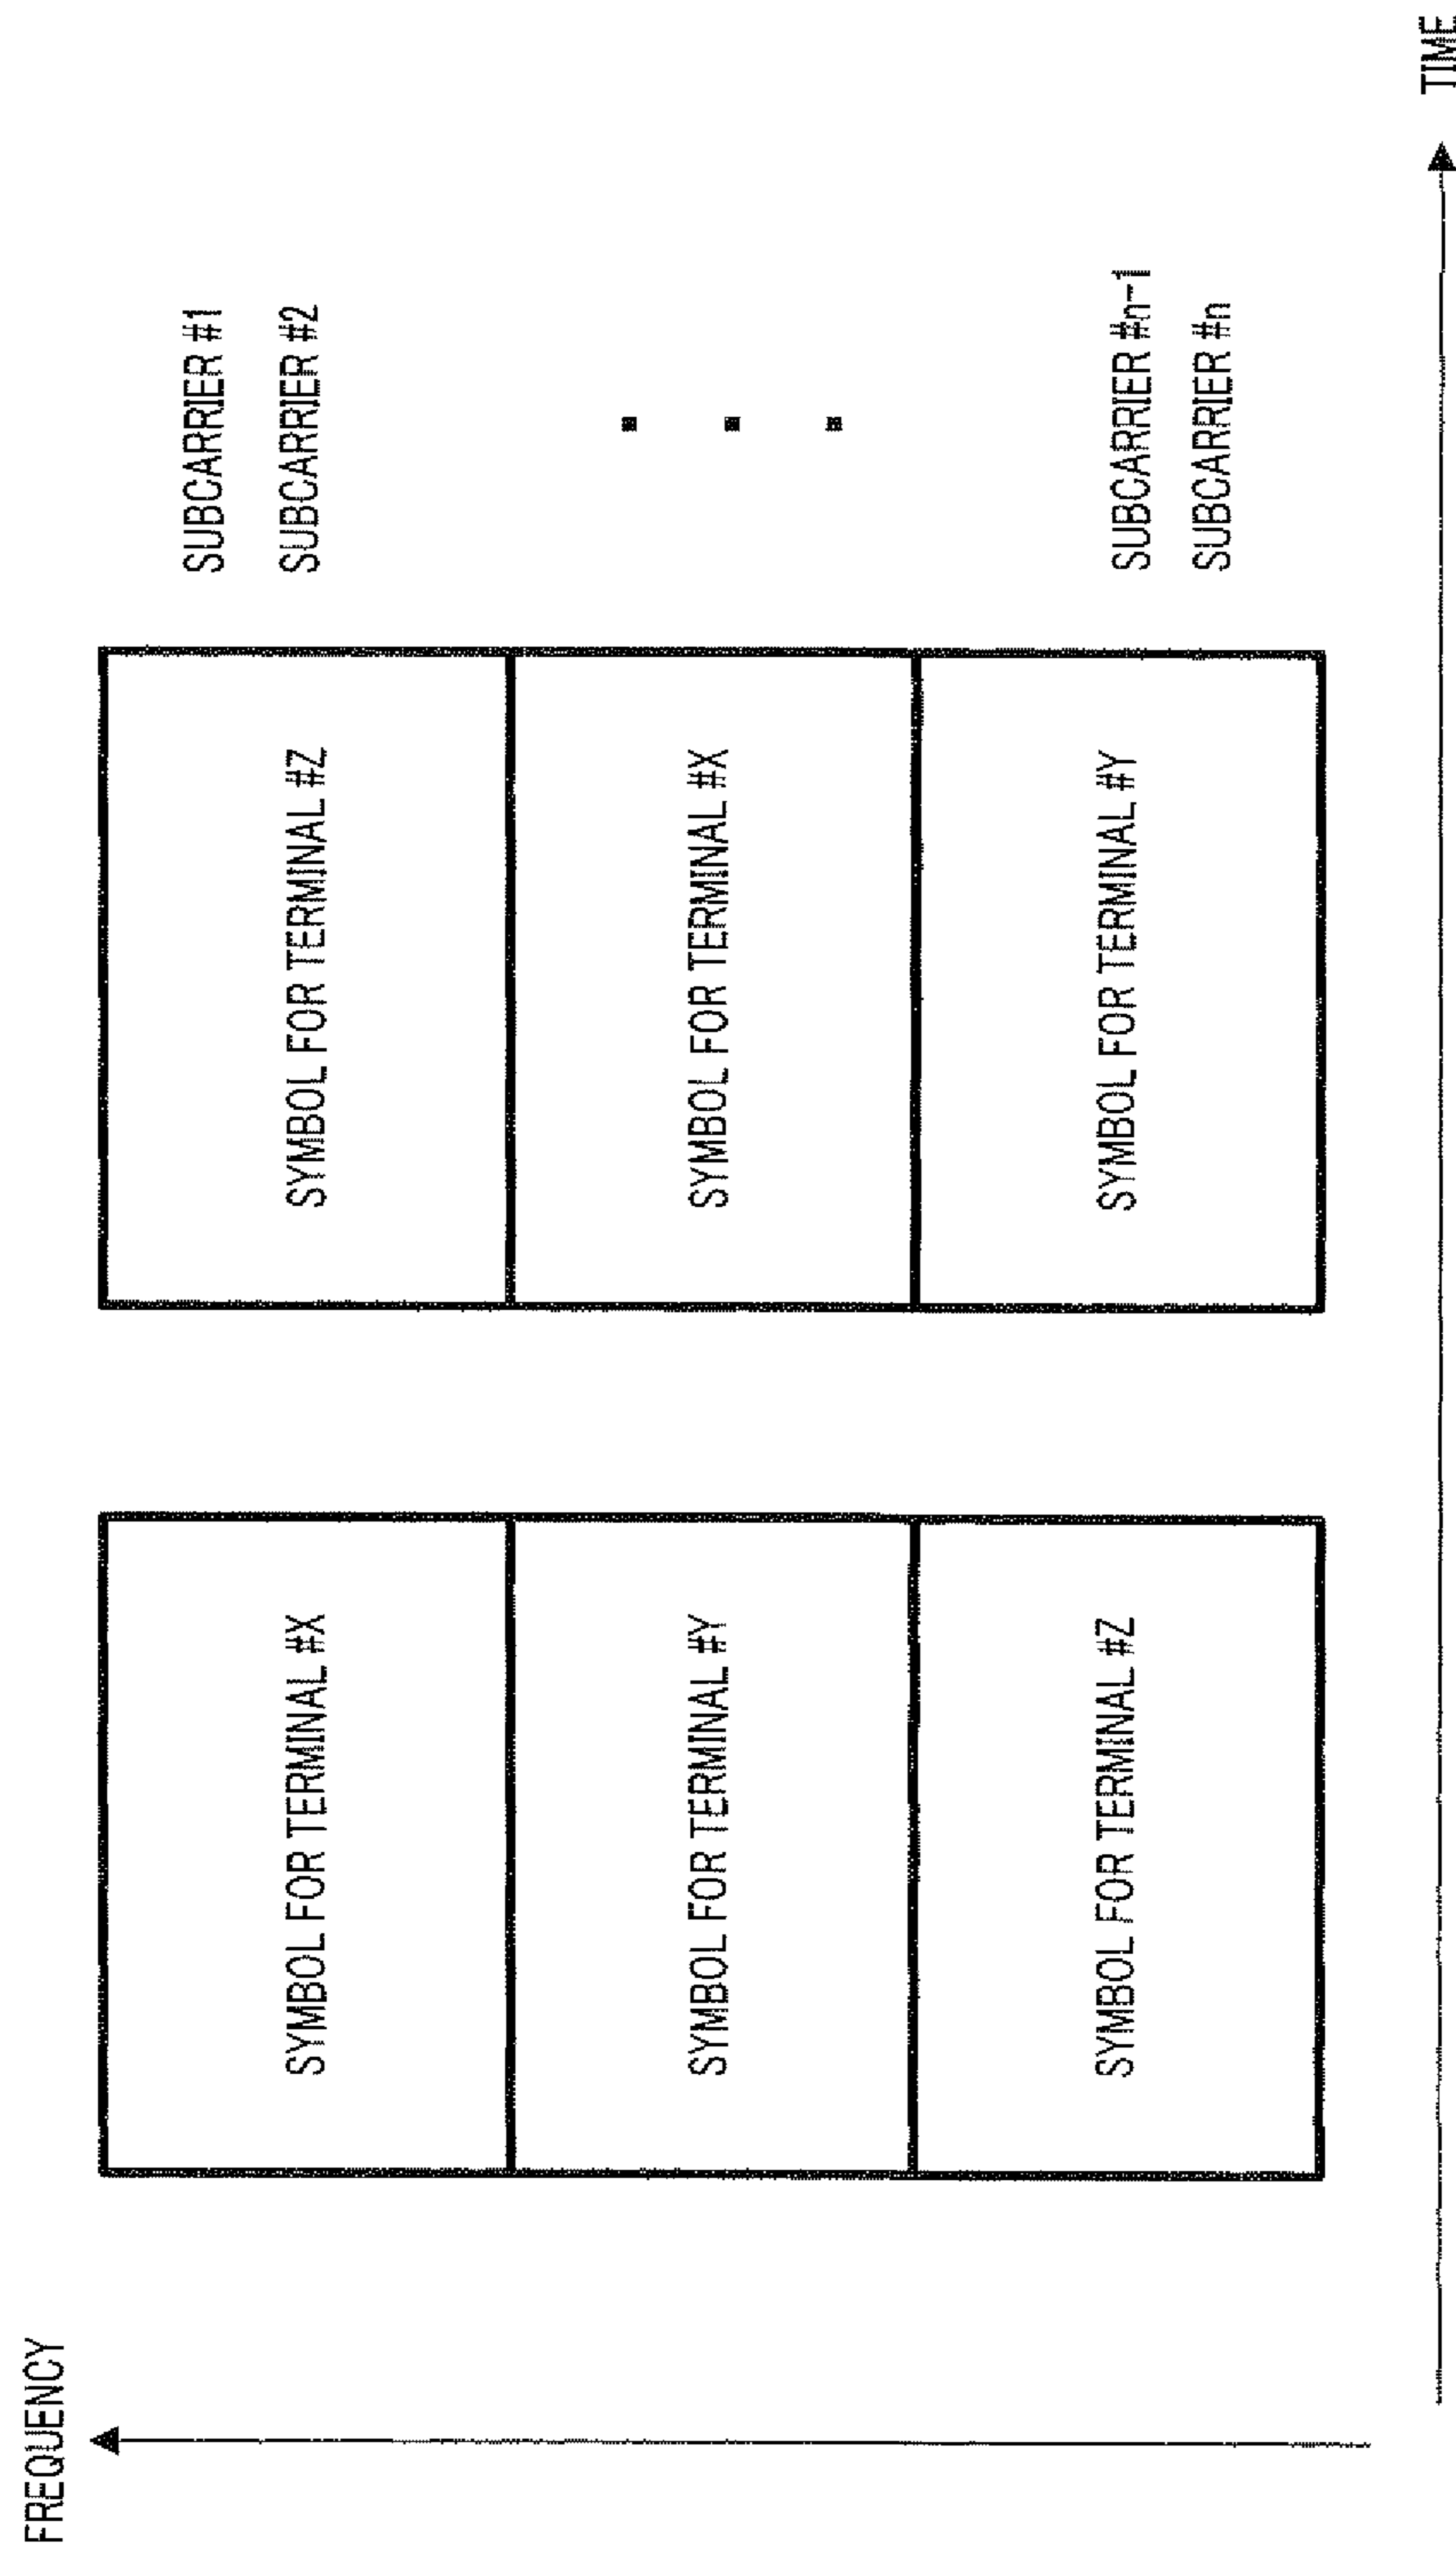 FREQUENCY
SYMBOL FOR TERMINAL #X
SYMBOL FOR TERMINAL #Y
SYMBOL FOR TERMINAL #Z
SYMBOL FOR TERMINAL #Z
SYMBOL FOR TERMINAL #X
SYMBOL FOR TERMINAL #Y
SUBCARRIER #1
SUBCARRIER #2
SUBCARRIER #n-1
SUBCARRIER #n
TIME